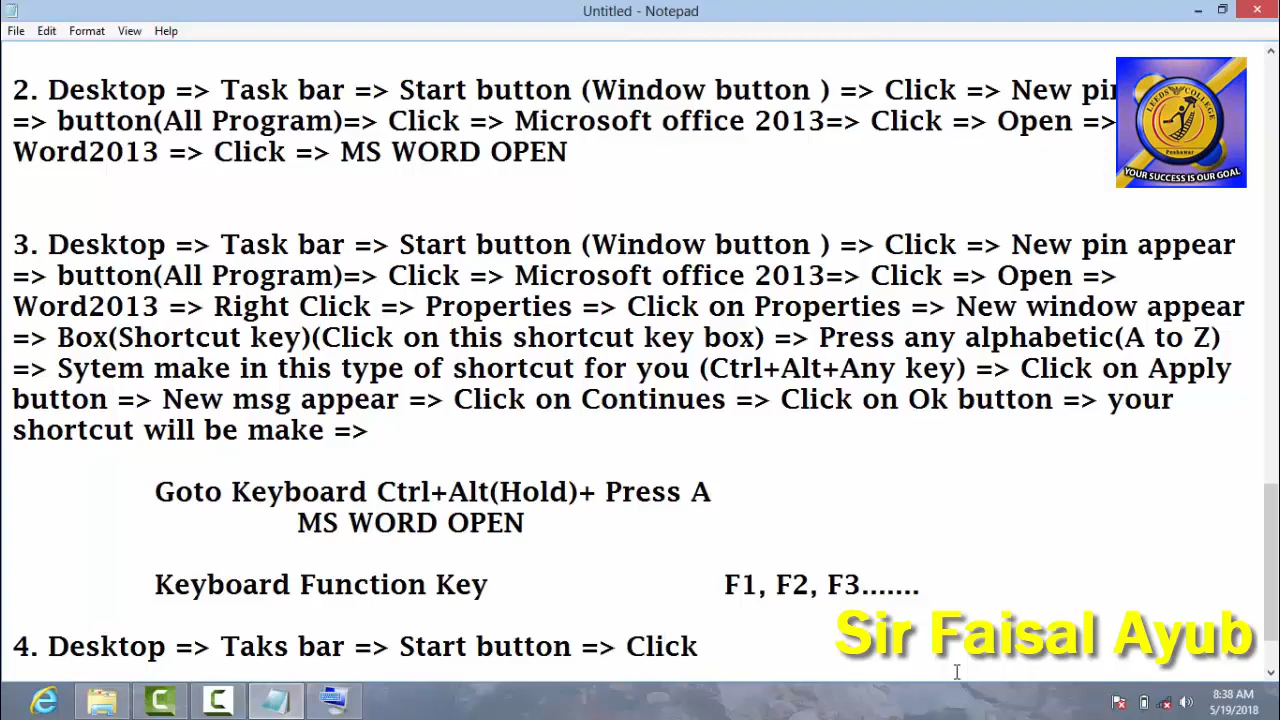 Untitled - Notepad
File Edit Format View Help
2. Desktop => Task bar => Start button (Window button ) => Click => New pin
=> button(All Program)=> Click => Microsoft office 2013=> Click => Open =>
Word2013 => Click => MS WORD OPEN
LEEDS COLLEGE
Peshawar
YOUR SUCCESS IS OUR GOAL
3. Desktop => Task bar => Start button (Window button ) => Click => New pin appear
=> button(All Program)=> Click => Microsoft office 2013=> Click => Open =>
Word2013 => Right Click => Properties => Click on Properties => New window appear
=> Box(Shortcut key)(Click on this shortcut key box) => Press any alphabetic(A to Z)
=> Sytem make in this type of shortcut for you (Ctrl+Alt+Any key) => Click on Apply
button => New msg appear => Click on Continues => Click on Ok button => your
shortcut will be make =>
Goto Keyboard Ctrl+Alt(Hold)+ Press A
MS WORD OPEN
Keyboard Function Key F1, F2, F3.......
Sir Faisal Ayub
4. Desktop => Taks bar => Start button => Click
8:38 AM
5/19/2018